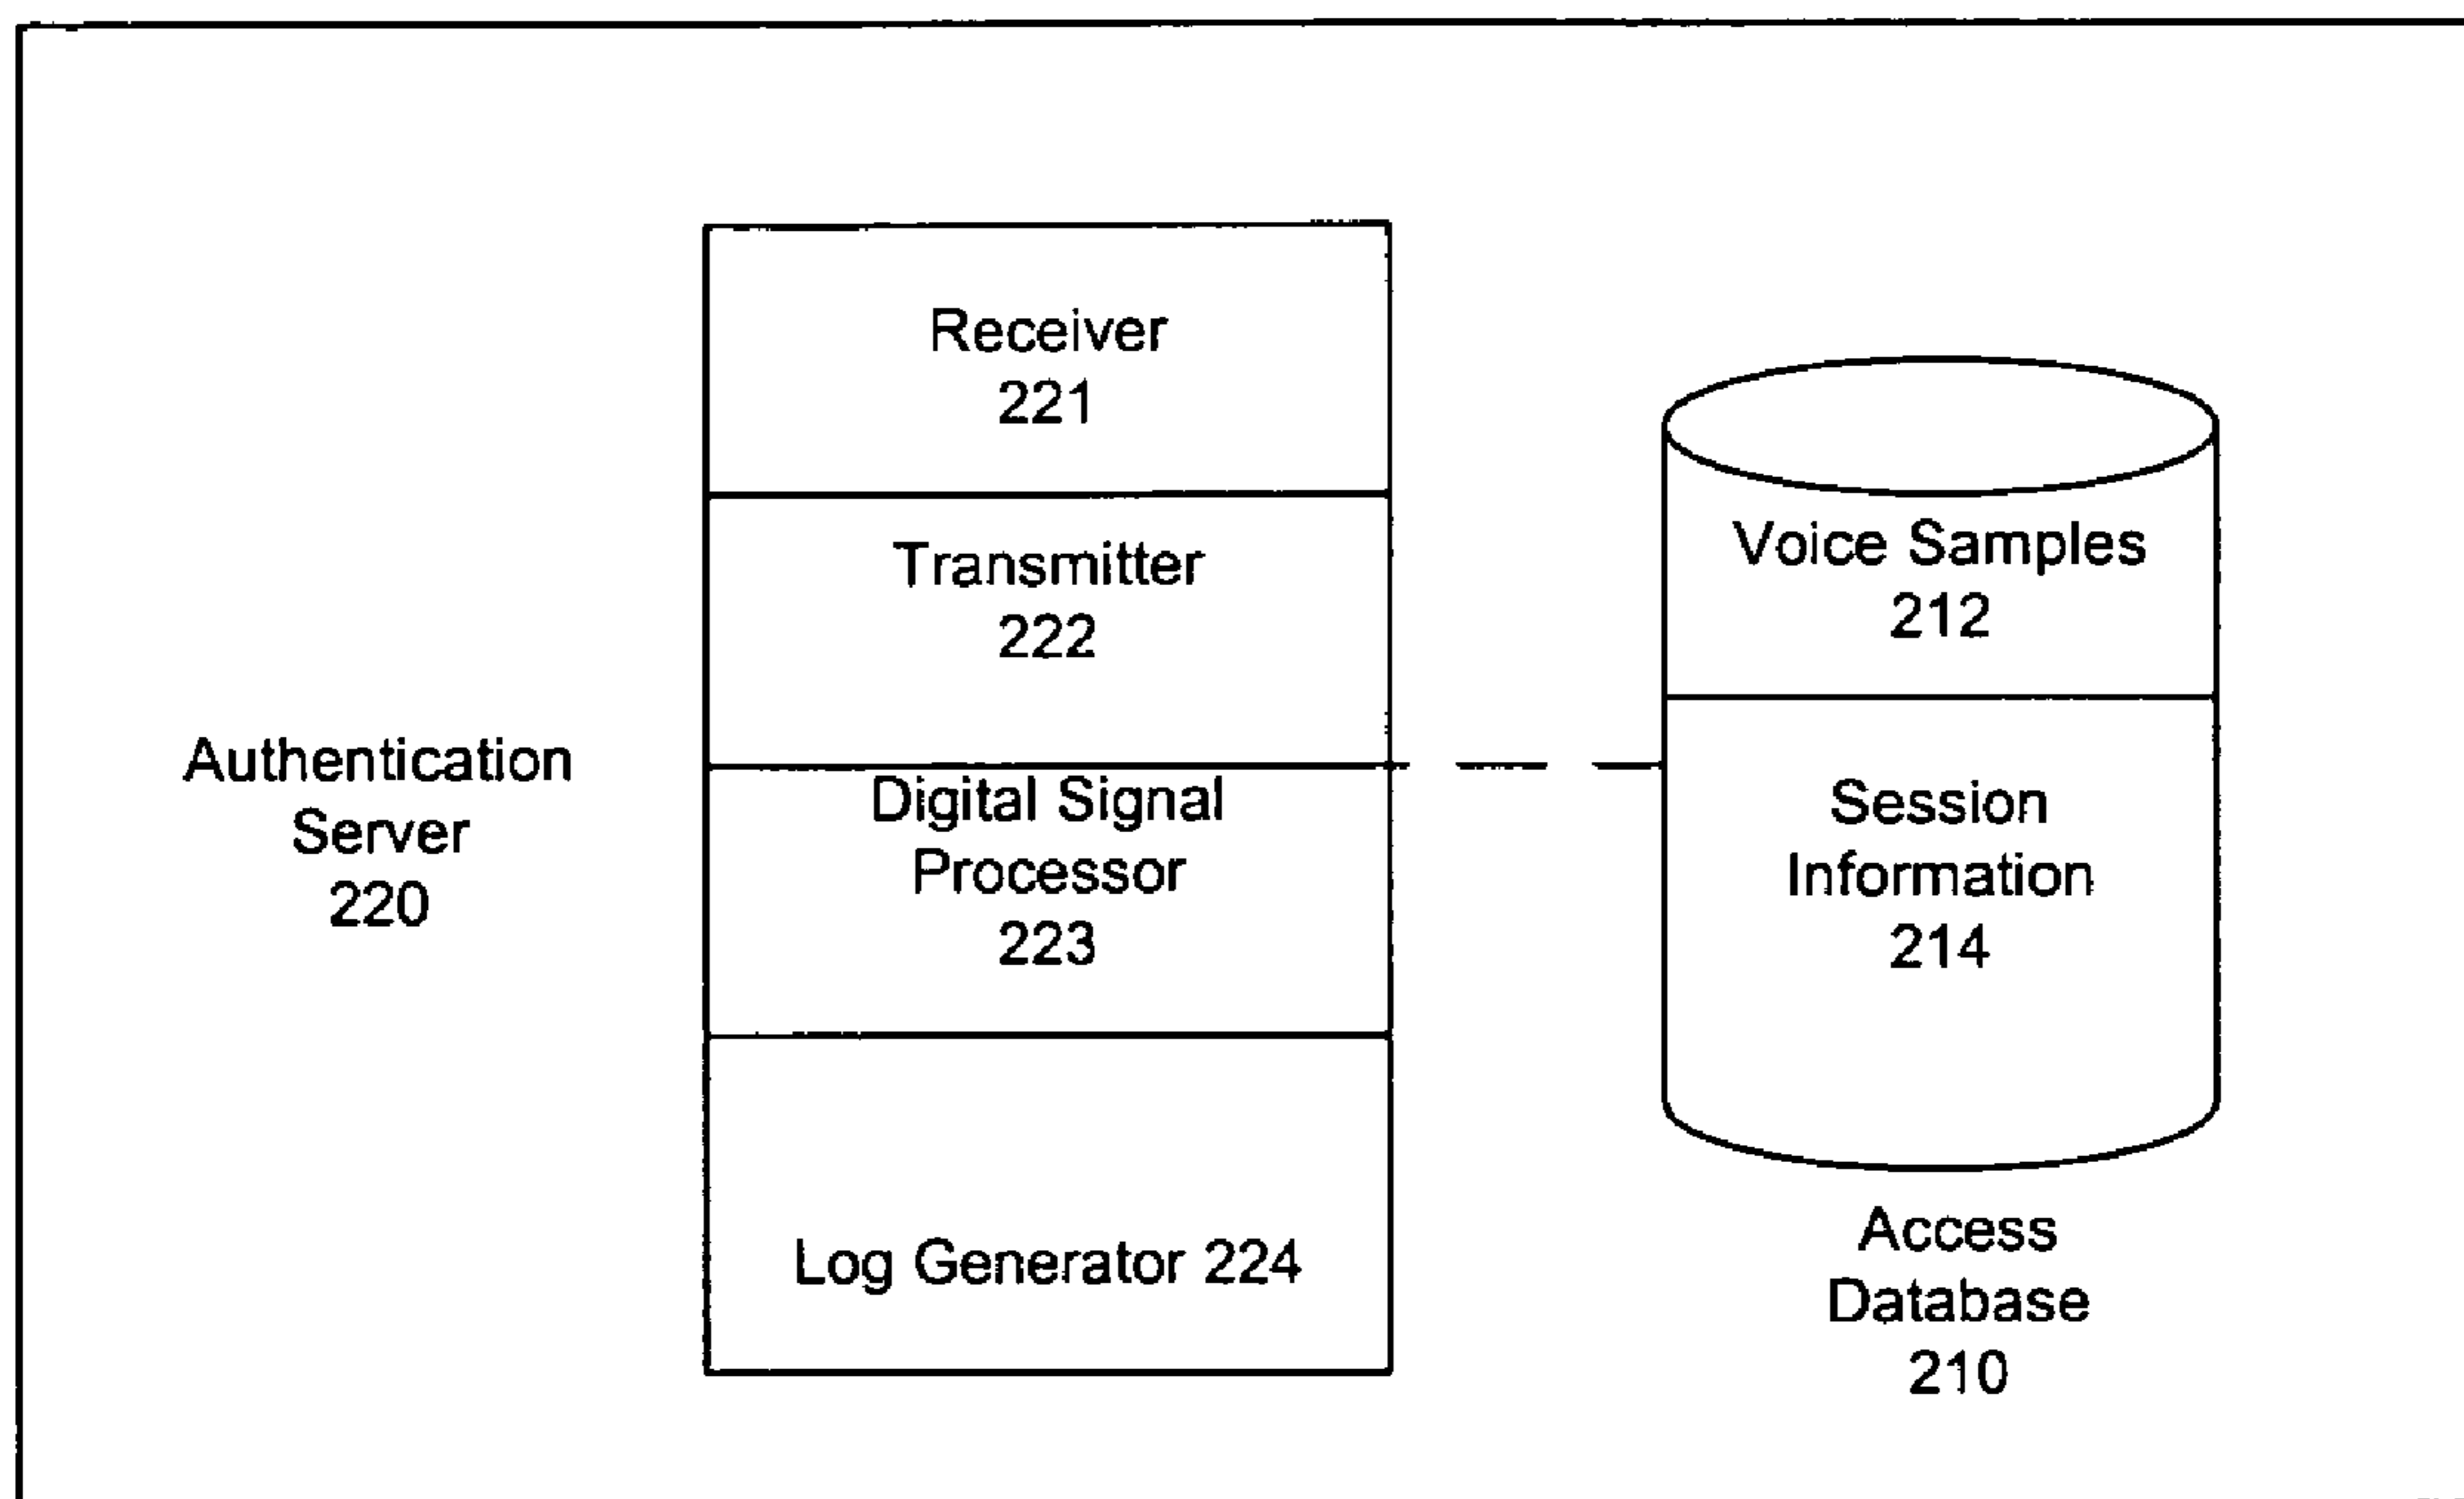 Authentication
Server
220
Receiver
221
Transmitter
222
Digital Signal
Processor
223
Log Generator 224
Voice Samples
212
Session
Information
214
Access
Database
210